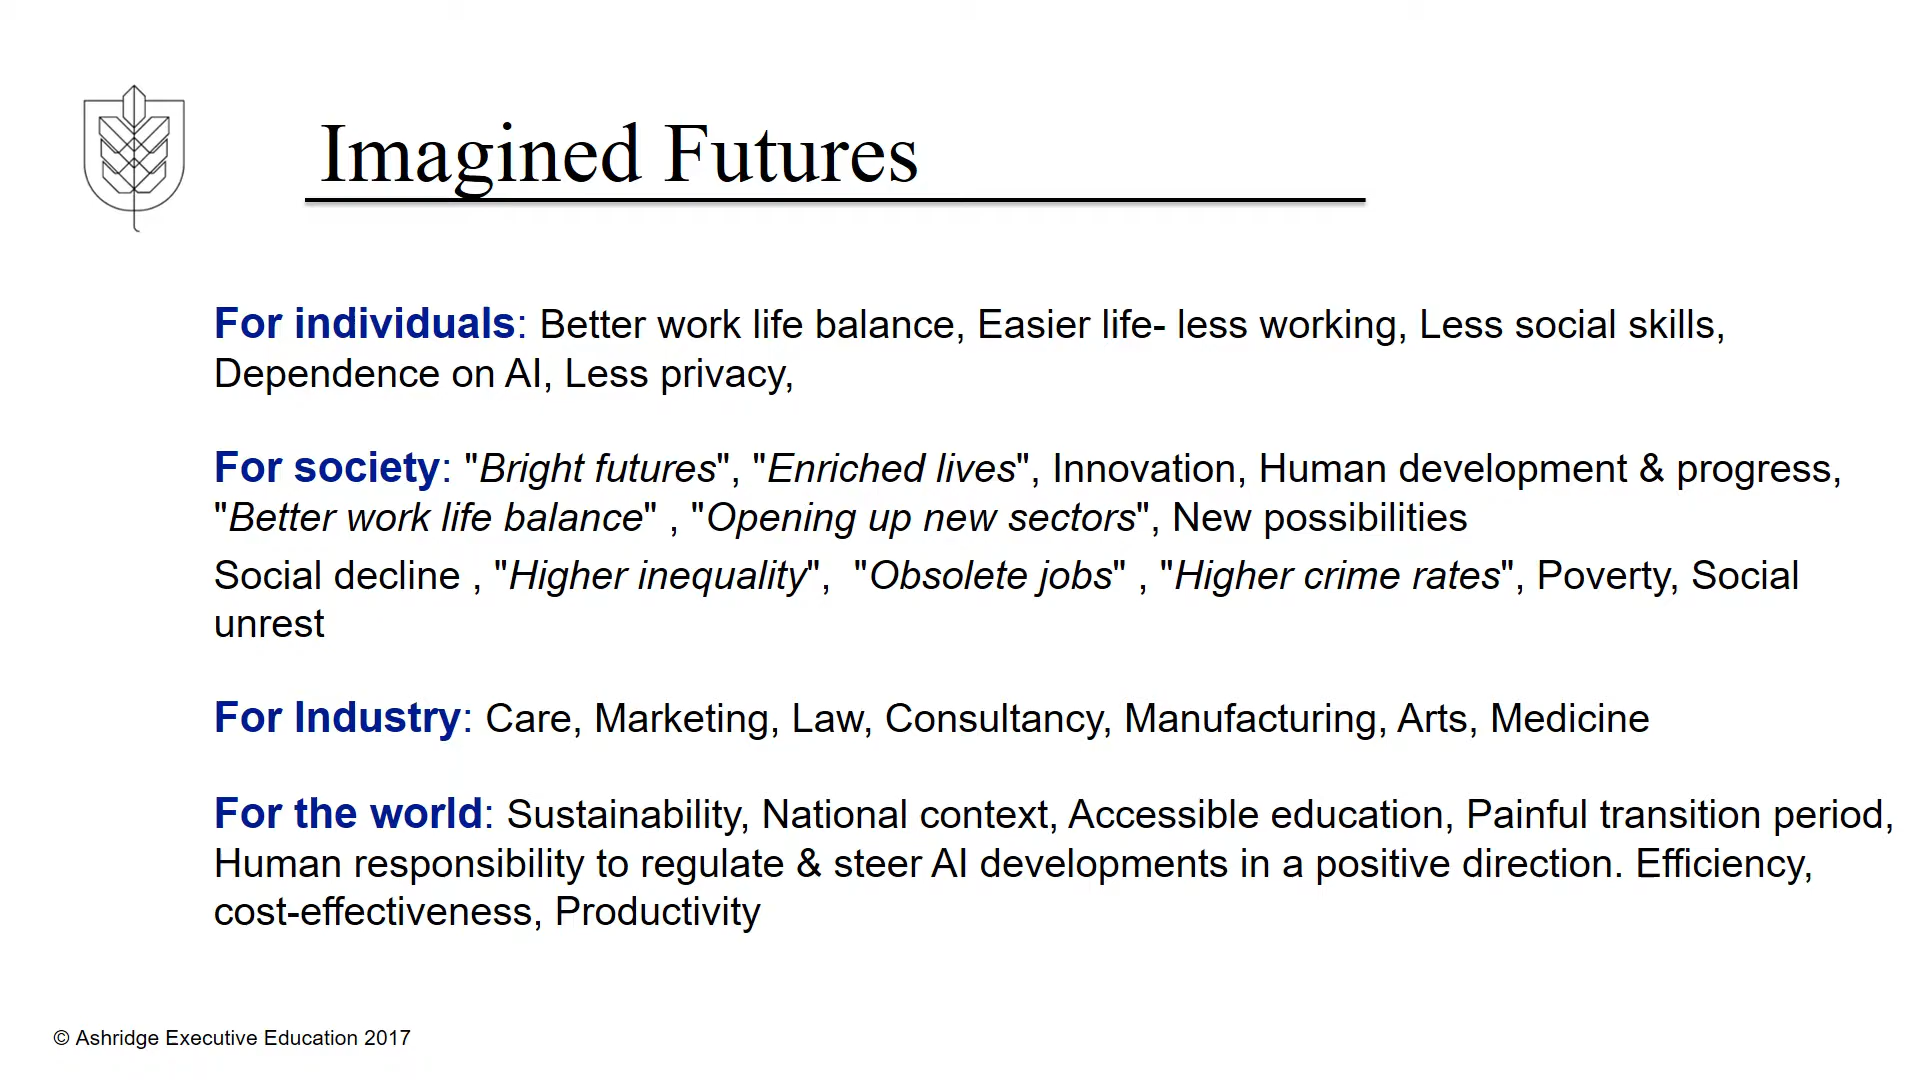 Imagined Futures
For individuals: Better work life balance, Easier life- less working, Less social skills,
Dependence on AI, Less privacy,
For society: "Bright futures", "Enriched lives", Innovation, Human development & progress,
"Better work life balance" , "Opening up new sectors", New possibilities
Social decline , "Higher inequality",  "Obsolete jobs" , "Higher crime rates", Poverty, Social
unrest
For Industry: Care, Marketing, Law, Consultancy, Manufacturing, Arts, Medicine
For the world: Sustainability, National context, Accessible education, Painful transition period,
Human responsibility to regulate & steer AI developments in a positive direction. Efficiency,
cost-effectiveness, Productivity
© Ashridge Executive Education 2017